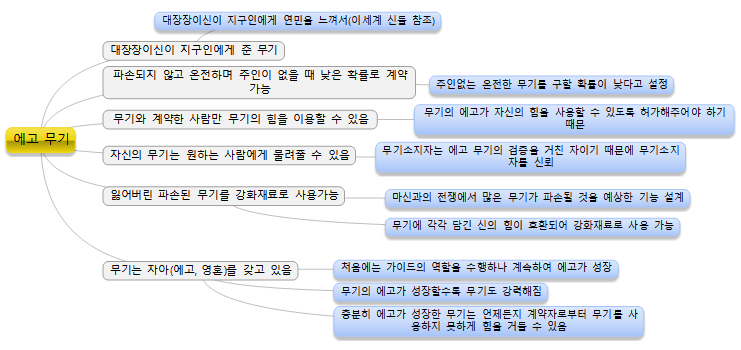 대장장이신이 지구인에게 연민을 느껴서(이세계 신들 참조)
대장장이신이 지구인에게 준 무기
파손되지 않고 온전하며 주인이 없을 때 낮은 확률로 계약
가능
주인없는 온전한 무기를 구할 확률이 낮다고 설정
에고 무기
무기와 계약한 사람만 무기의 힘을 이용할 수 있음
무기의 에고가 자신의 힘을 사용할 수 있도록 허가해주어야 하기
때문
자신의 무기는 원하는 사람에게 물려줄 수 있음
무기소지자는 에고 무기의 검증을 거친 자이기 때문에 무기소지
자를 신뢰
잃어버린 파손된 무기를 강화재료로 사용가능
마신과의 전쟁에서 많은 무기가 파손될 것을 예상한 기능 설계
무기에 각각 담긴 신의 힘이 호환되어 강화재료로 사용 가능
무기는 자아(에고, 영혼)를 갖고 있음
처음에는 가이드의 역할을 수행하나 계속하여 에고가 성장
무기의 에고가 성장할수록 무기도 강력해짐
충분히 에고가 성장한 무기는 언제든지 계약자로부터 무기를 사
용하지 못하게 힘을 거둘 수 있음